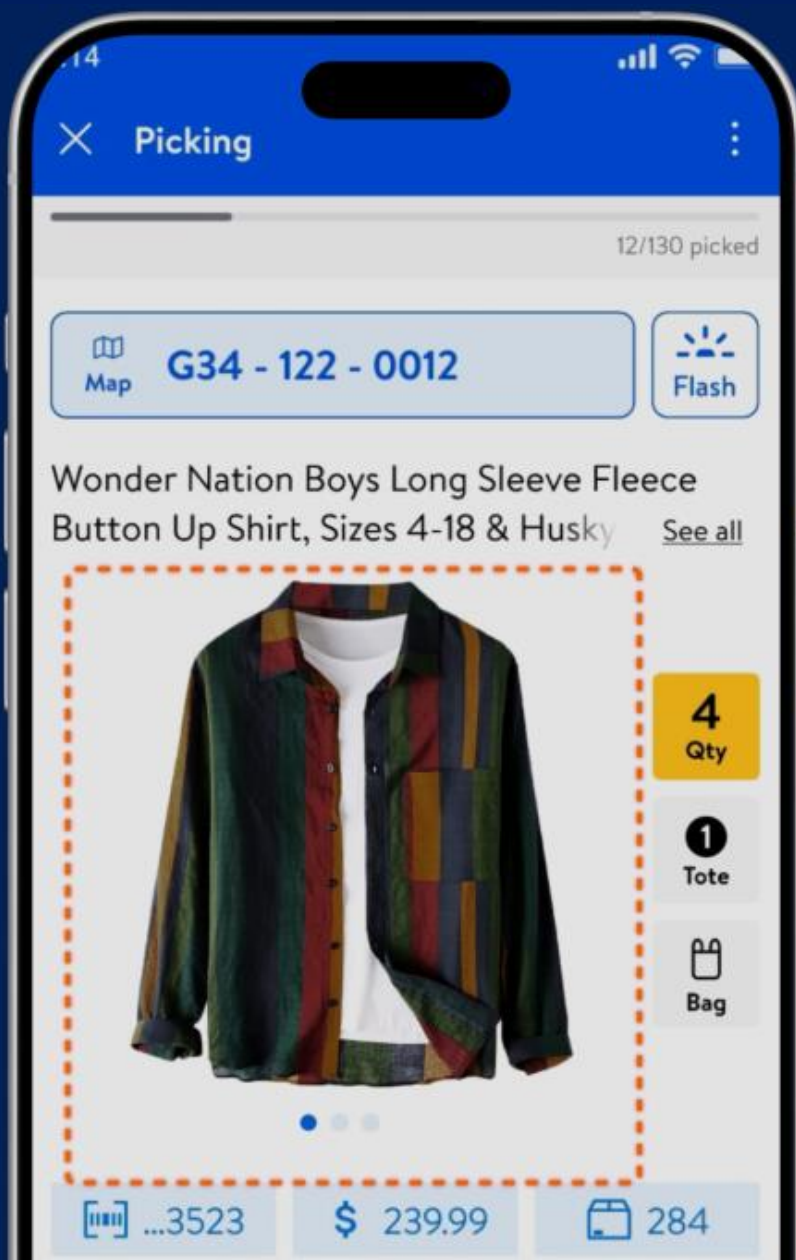 :14
Picking
12/130 picked
Map
G34 - 122 - 0012
Flash
Wonder Nation Boys Long Sleeve Fleece
Button Up Shirt, Sizes 4-18 & Husky
See all
4
Qty
1
Tote
Bag
...3523
$ 239.99
284